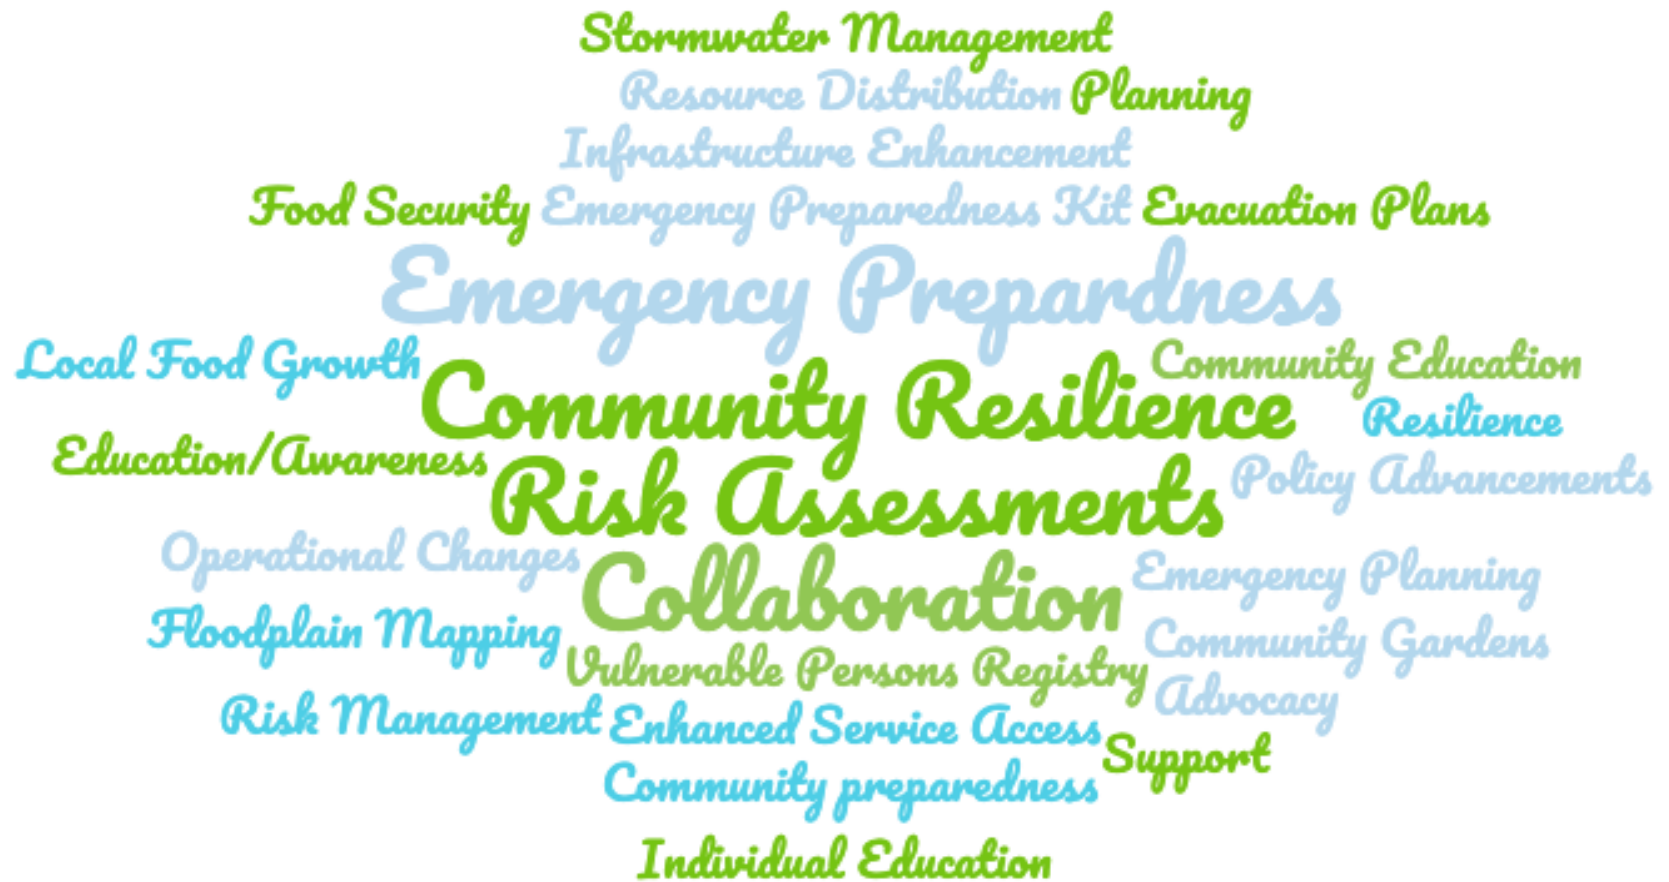 Stormwater Management
Resource Distribution Planning
Infrastructure Enhancement
Food Security Emergency Preparedness Kit Evacuation Plans
Emergency Prepardness
Local Food Growth
Community Education
Community Resilience
Resilience
Education/Awareness
Policy Advancements
Risk Assessments
Operational Changes
Emergency Planning
Collaboration
Floodplain Mapping
Community Gardens
Vulnerable Persons Registry
Advocacy
Risk Management Enhanced Service Access
Support
Community preparedness
Individual Education